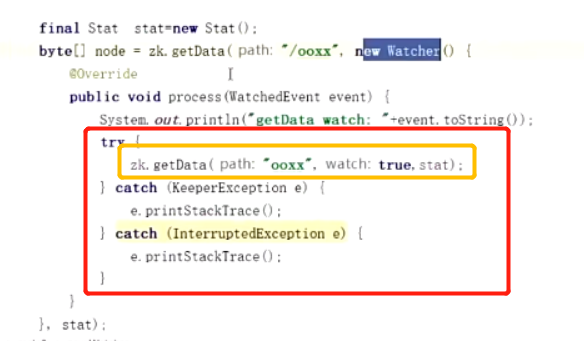 final Stat stat=new Stat();
byte[] node = zk.getData( path: "/ooxx", new Watcher() {
@Override
public void process(WatchedEvent event) {
System.out.println("getData watch: "+event.toString());
try {
zk.getData( path: "ooxx", watch: true,stat);
} catch (KeeperException e) {
e.printStackTrace();
} catch (InterruptedException e) {
e.printStackTrace();
}
}
}, stat);